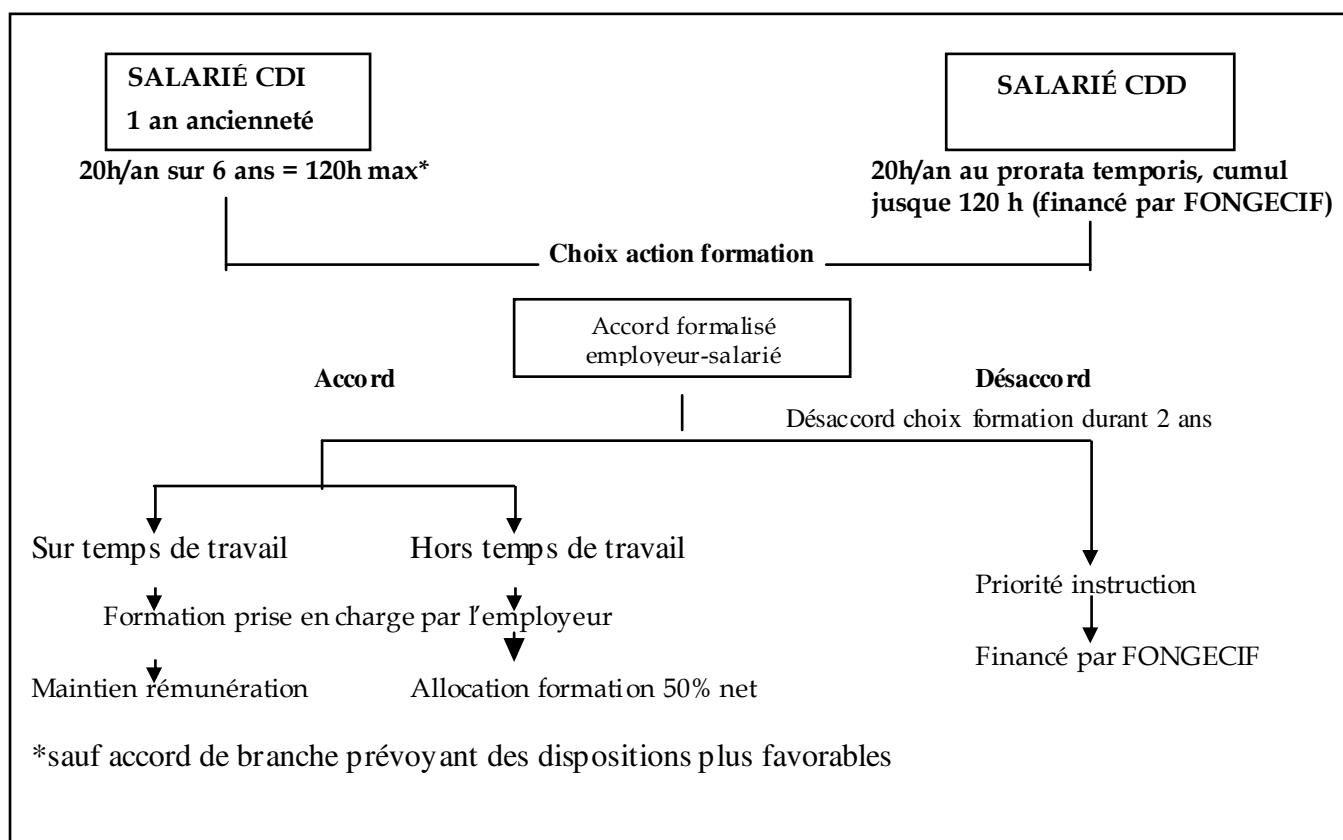 SALARIÉ CDI
1 an ancienneté
20h/an sur 6 ans = 120h max*
SALARIÉ CDD
20h/an au prorata temporis, cumul
jusque 120 h (financé par FONGECIF)
Choix action formation
Accord formalisé
employeur-salarié
Accord
Désaccord
Désaccord choix formation durant 2 ans
Sur temps de travail
Hors temps de travail
Priorité instruction
Formation prise en charge par l'employeur
Financé par FONGECIF
Maintien rémunération
Allocation formation 50% net
*sauf accord de branche prévoyant des dispositions plus favorables